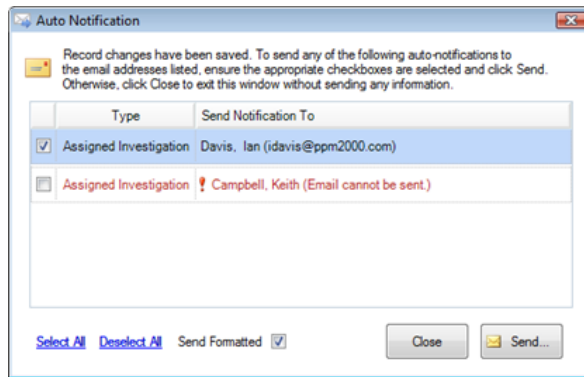 Auto Notification
Record changes have been saved. To send any of the following auto-notifications to
the email addresses listed, ensure the appropriate checkboxes are selected and click Send.
Otherwise, click Close to exit this window without sending any information.
Type Send Notification To
Assigned Investigation Davis, Ian (idavis@ppm2000.com)
Assigned Investigation ! Campbell, Keith (Email cannot be sent.)
Select All Deselect All Send Formatted Close Send...